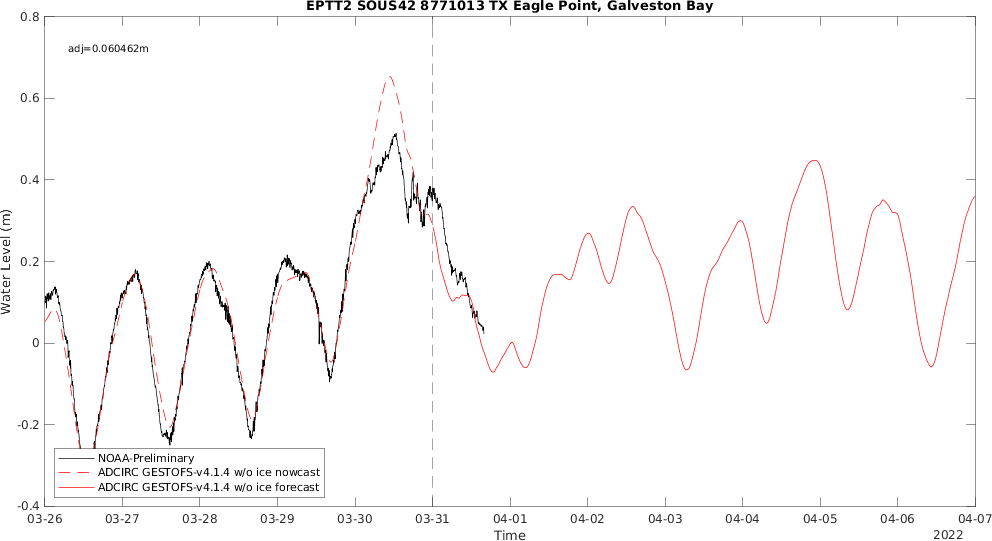 EPTT2 SOUS42 8771013 TX Eagle Point, Galveston Bay
adj=0.060462m
Water Level (m)
0.8
0.6
0.4
0.2
0
-0.2
-0.4
NOAA-Preliminary
ADCIRC GESTOFS-v4.1.4 w/o ice nowcast
ADCIRC GESTOFS-v4.1.4 w/o ice forecast
03-26 03-27 03-28 03-29 03-30 03-31 04-01 04-02 04-03 04-04 04-05 04-06 04-07
Time
2022